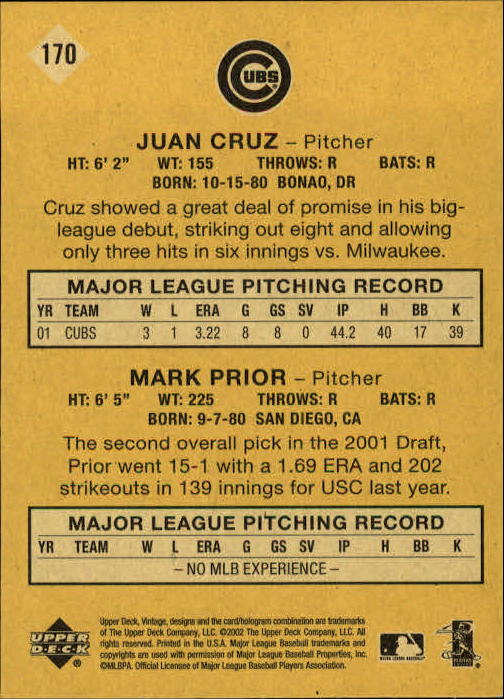 170
CUBS
JUAN CRUZ – Pitcher
HT: 6' 2" WT: 155 THROWS: R BATS: R
BORN: 10-15-80 BONAO, DR
Cruz showed a great deal of promise in his big-
league debut, striking out eight and allowing
only three hits in six innings vs. Milwaukee.
MAJOR LEAGUE PITCHING RECORD
YR TEAM W L ERA G GS SV IP H BB K
01 CUBS 3 1 3.22 8 8 0 44.2 40 17 39
MARK PRIOR – Pitcher
HT: 6' 5" WT: 225 THROWS: R BATS: R
BORN: 9-7-80 SAN DIEGO, CA
The second overall pick in the 2001 Draft,
Prior went 15-1 with a 1.69 ERA and 202
strikeouts in 139 innings for USC last year.
MAJOR LEAGUE PITCHING RECORD
YR TEAM W L ERA G GS SV IP H BB K
– NO MLB EXPERIENCE –
UPPER
DECK
Upper Deck, Vintage, designs and the card/hologram combination are trademarks
of The Upper Deck Company, LLC. ©2002 The Upper Deck Company, LLC. All
rights reserved. Printed in the U.S.A. Major League Baseball trademarks and
copyrights are used with permission of Major League Baseball Properties, Inc.
©MLBPA. Official Licensee of Major League Baseball Players Association.
MAJOR LEAGUE BASEBALL